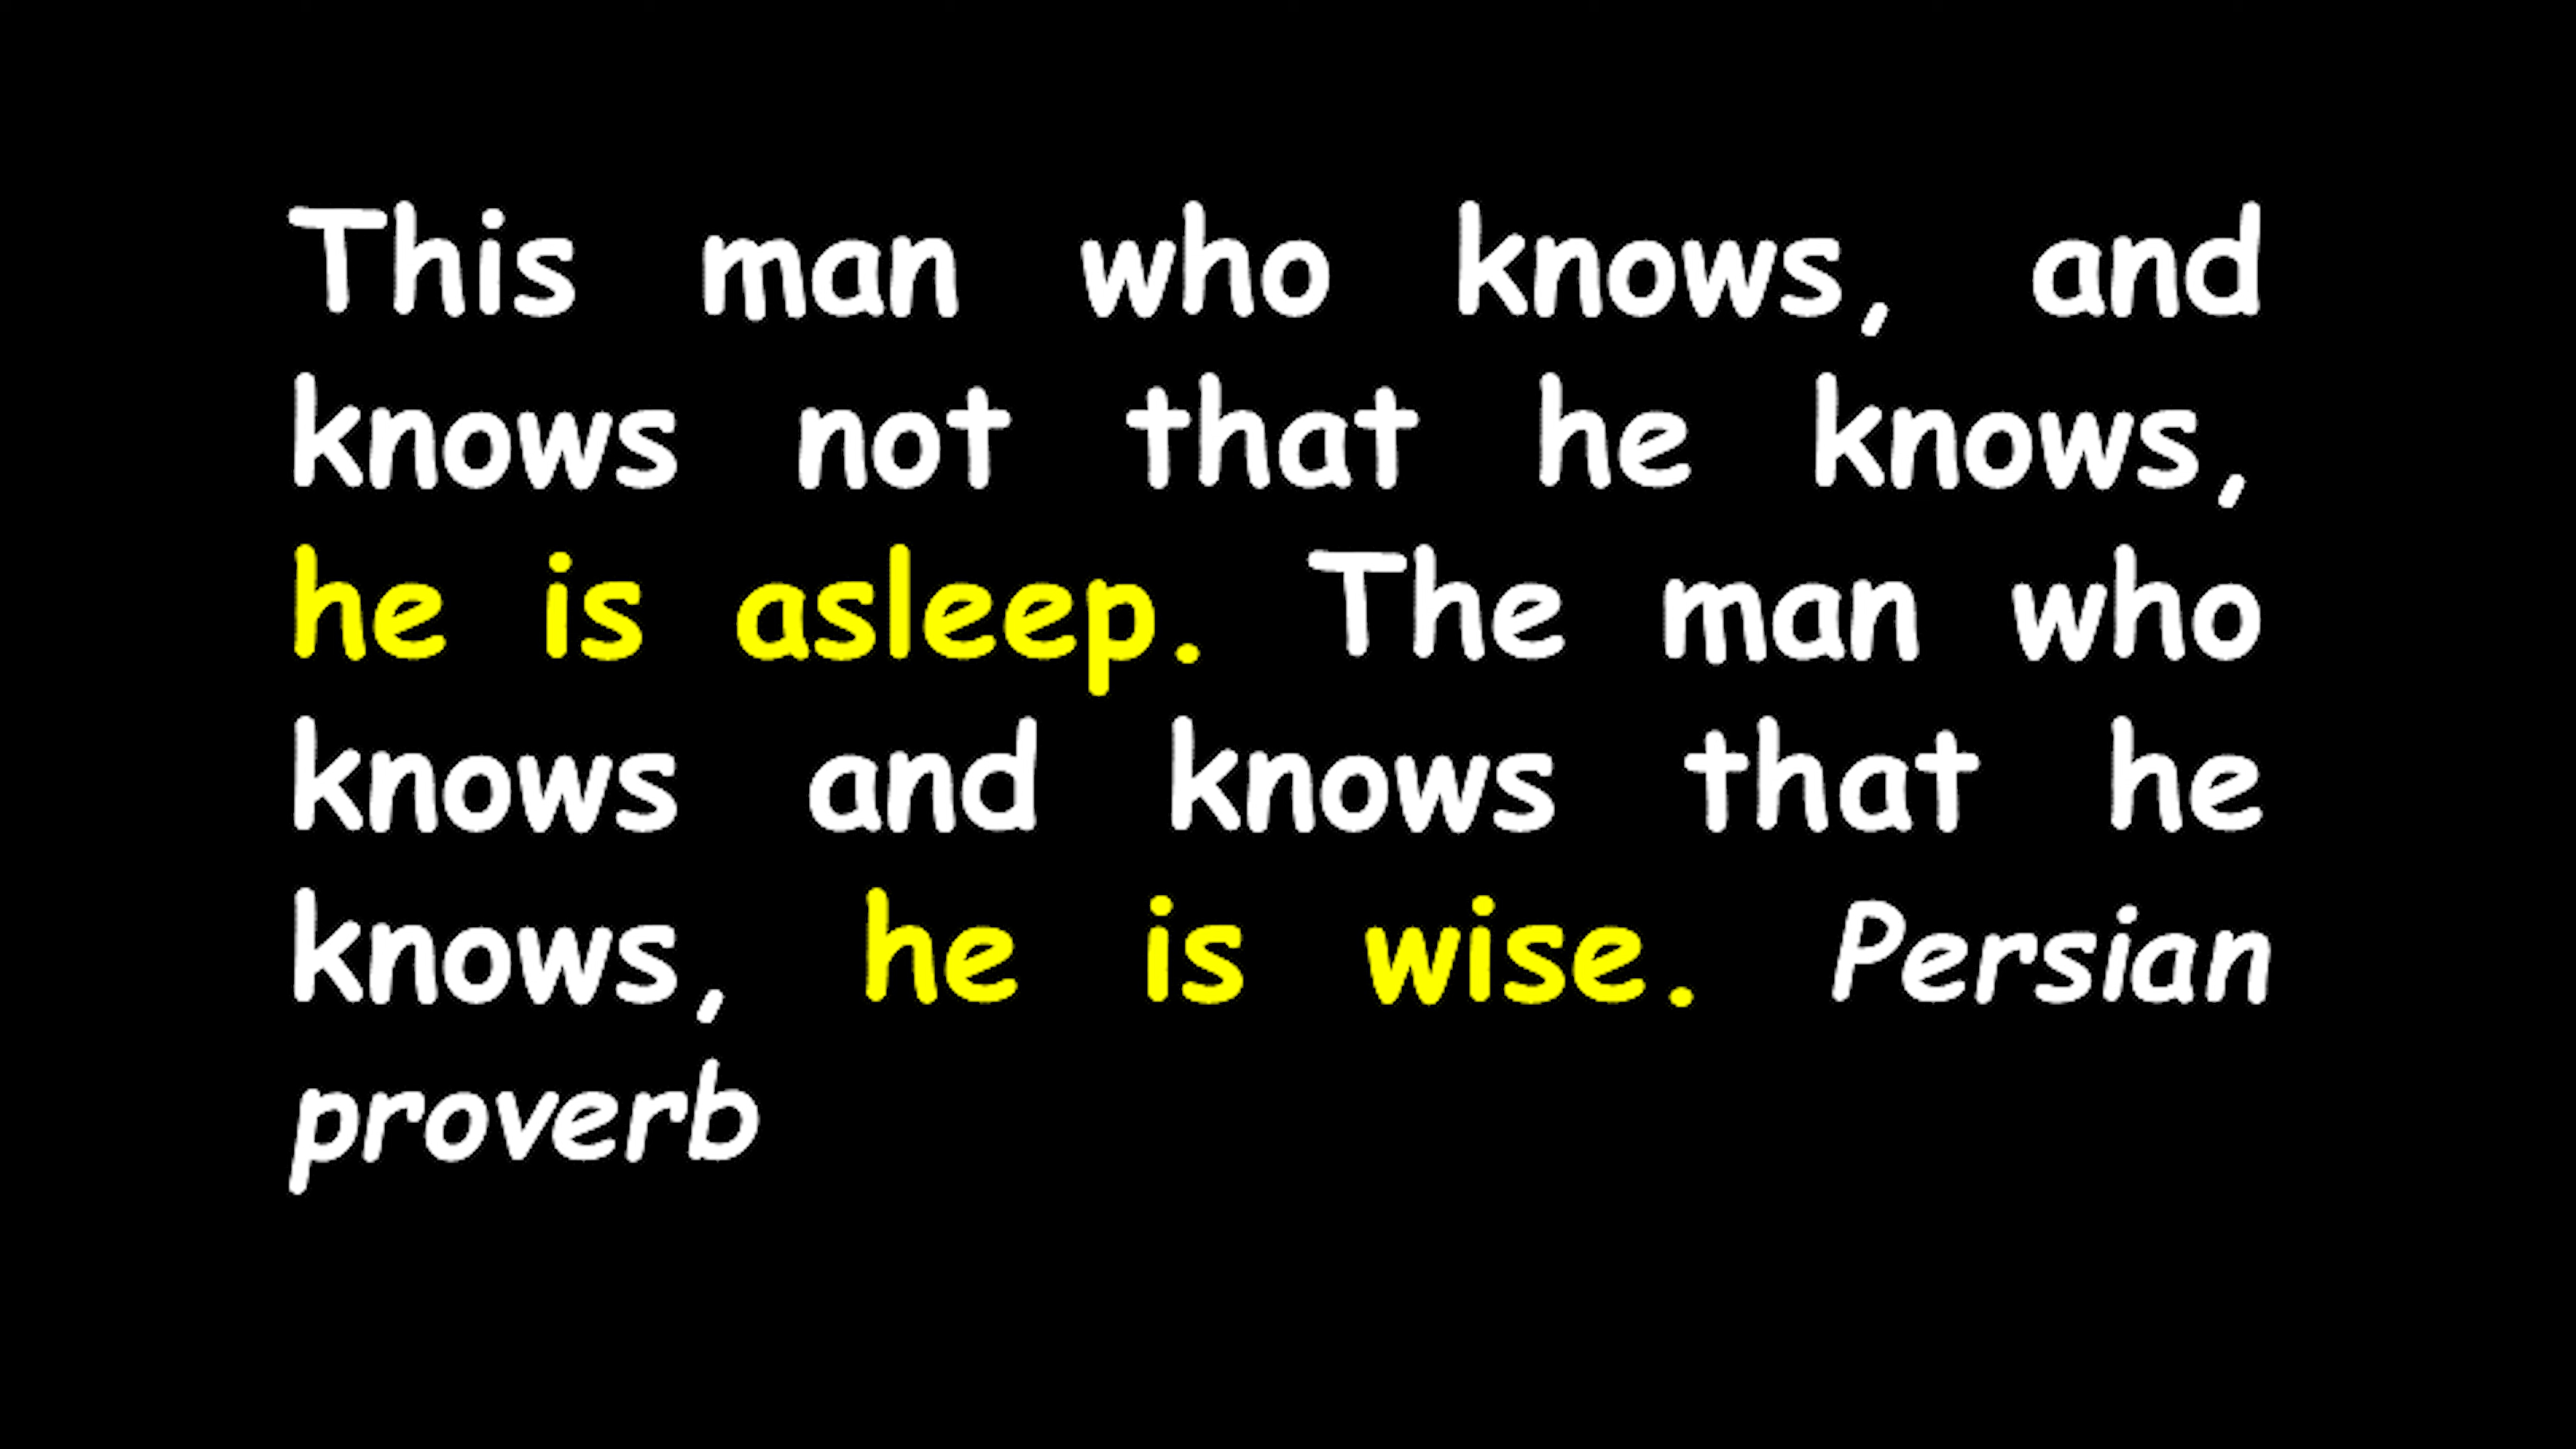 This man who knows, and
knows not that he knows,
he is asleep. The man who
knows and knows that he
knows, he is wise. Persian
proverb